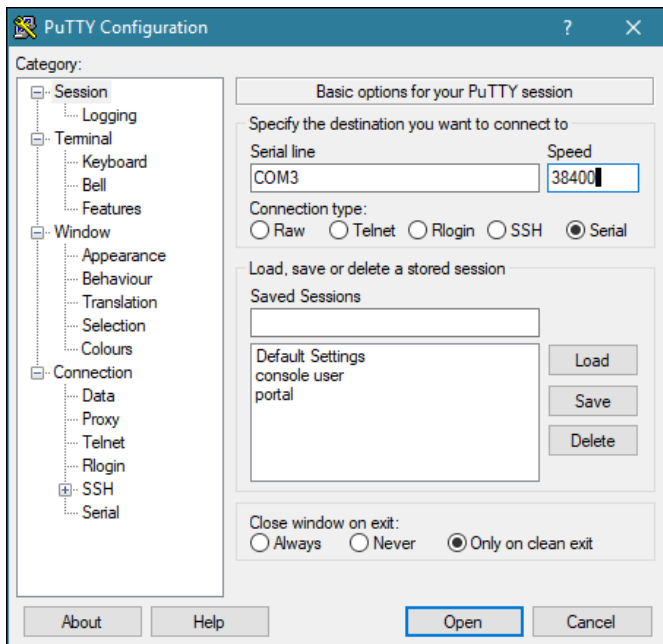 PuTTY Configuration ? ×
Category:
Session
Logging
Terminal
Keyboard
Bell
Features
Window
Appearance
Behaviour
Translation
Selection
Colours
Connection
Data
Proxy
Telnet
Rlogin
SSH
Serial
Basic options for your PuTTY session
Specify the destination you want to connect to
Serial line Speed
COM3 38400
Connection type:
Raw Telnet Rlogin SSH Serial
Load, save or delete a stored session
Saved Sessions
Default Settings
console user
portal
Load
Save
Delete
Close window on exit:
Always Never Only on clean exit
About Help Open Cancel